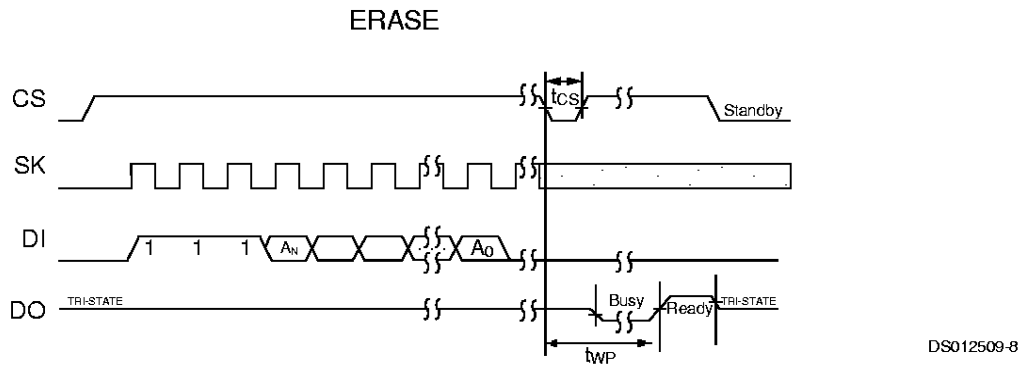 ERASE
CS
tCS
Standby
SK
DI
1 1 1 AN A0
DO
TRI-STATE
Busy
Ready
TRI-STATE
tWP
DS012509-8